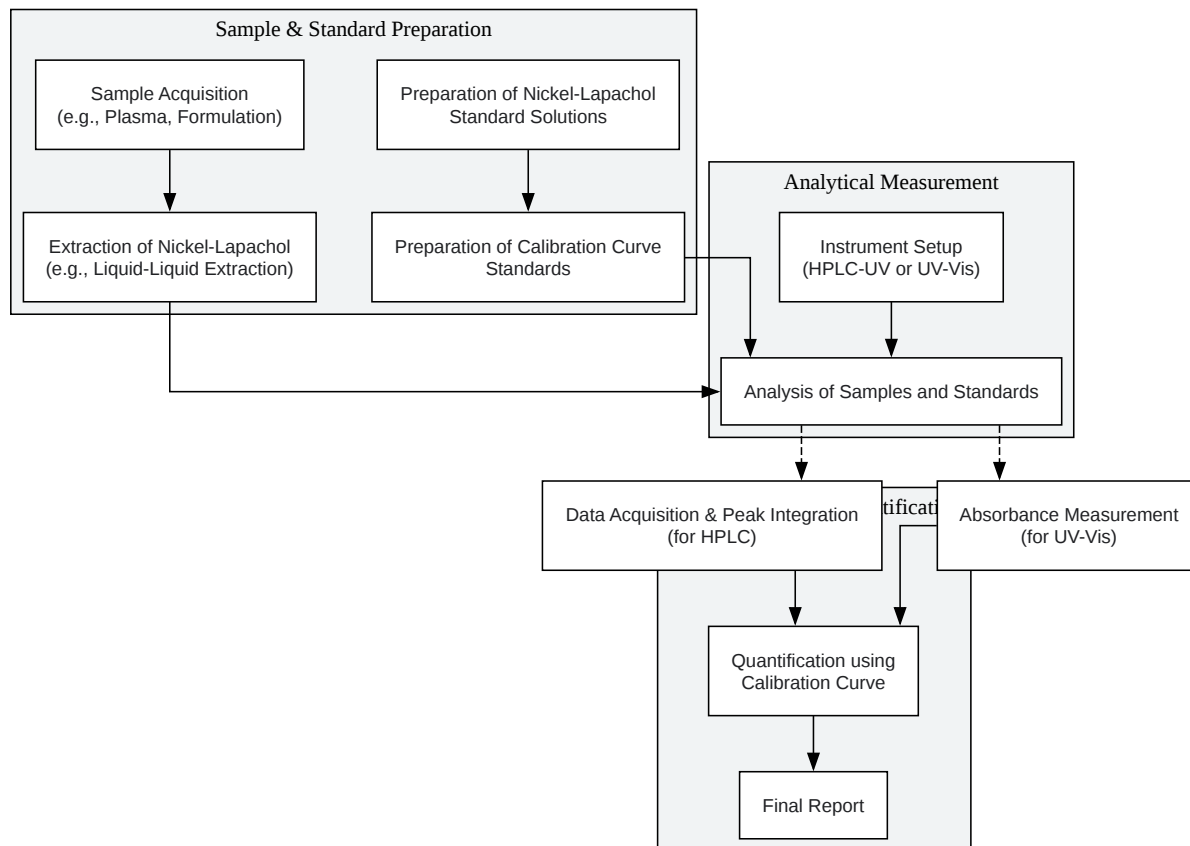 Sample & Standard Preparation
Sample Acquisition
(e.g., Plasma, Formulation)
Preparation of Nickel-Lapachol
Standard Solutions
Extraction of Nickel-Lapachol
(e.g., Liquid-Liquid Extraction)
Preparation of Calibration Curve
Standards
Analytical Measurement
Instrument Setup
(HPLC-UV or UV-Vis)
Analysis of Samples and Standards
Data Acquisition & Peak Integration
(for HPLC)
Absorbance Measurement
(for UV-Vis)
Quantification using
Calibration Curve
Final Report